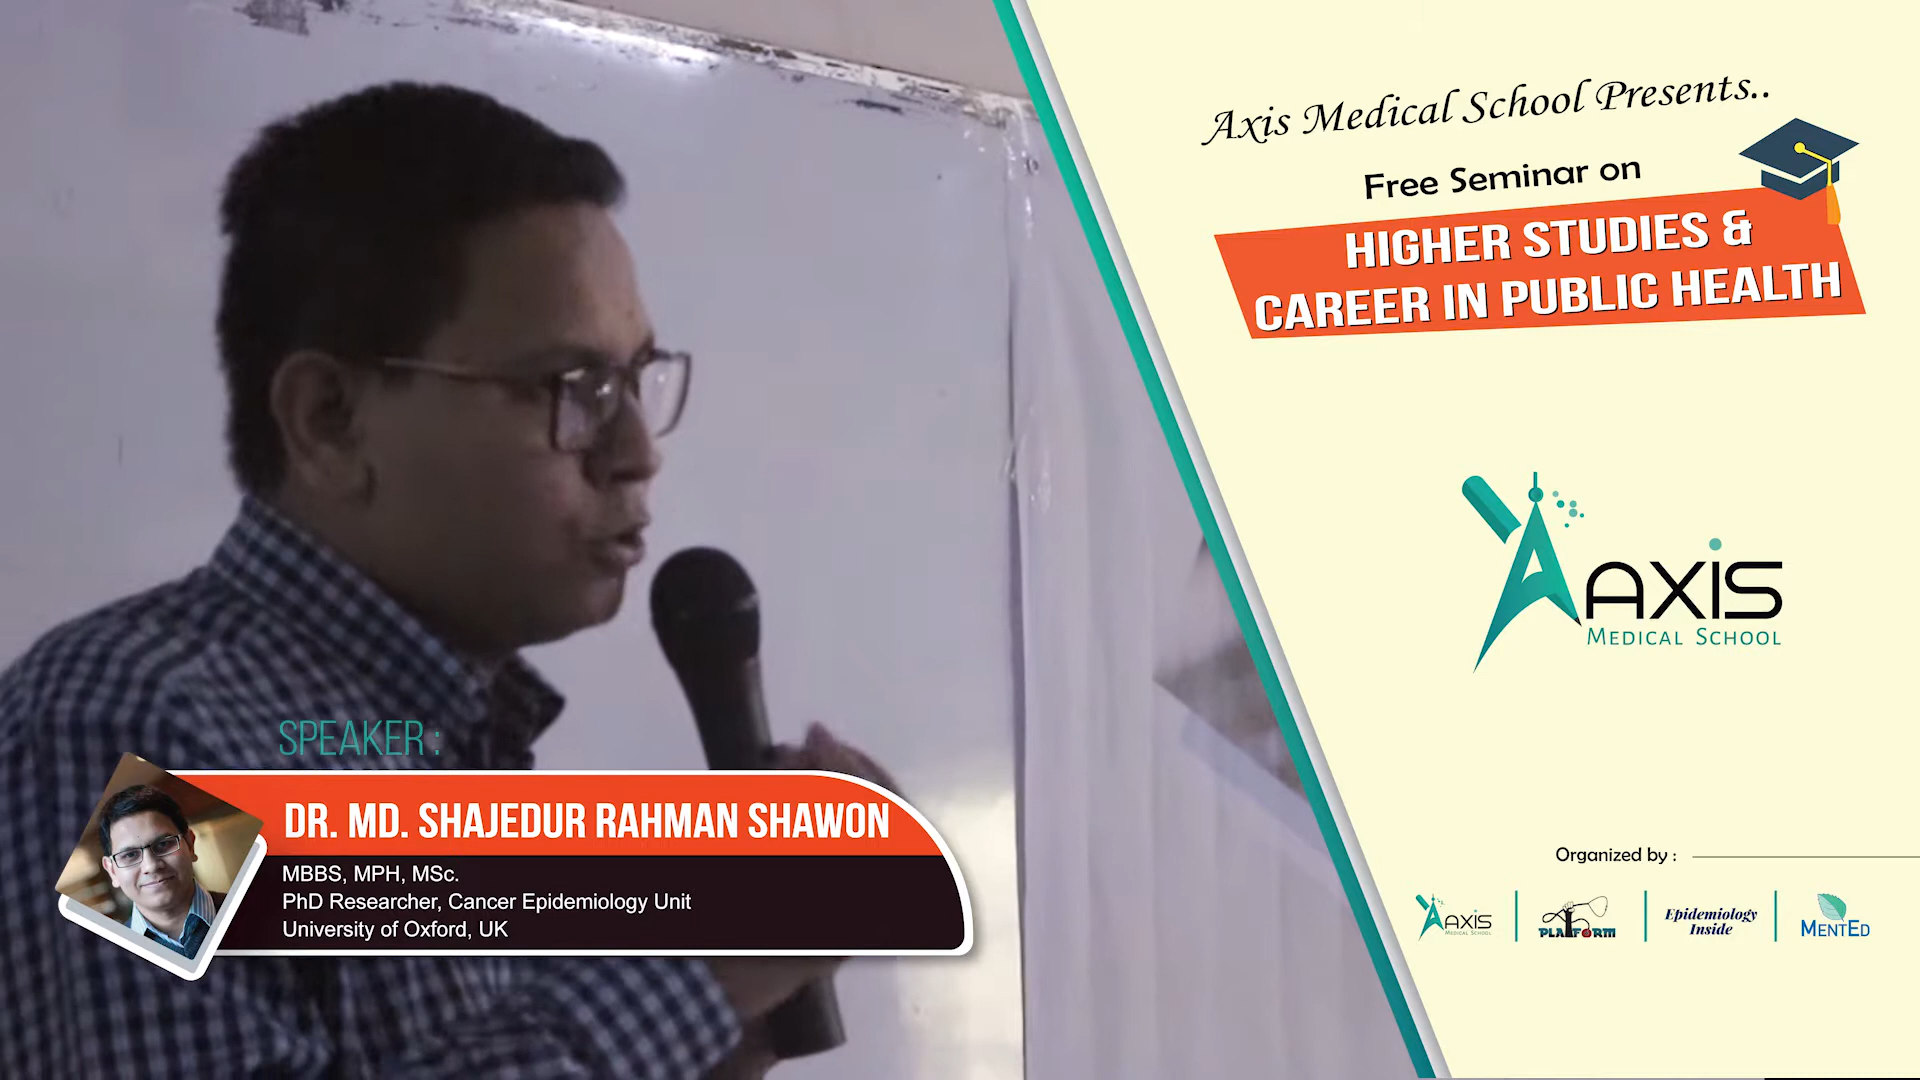 Axis Medical School Presents..
Free Seminar on
HIGHER STUDIES &
CAREER IN PUBLIC HEALTH
AXIS
MEDICAL SCHOOL
SPEAKER :
DR. MD. SHAJEDUR RAHMAN SHAWON
MBBS, MPH, MSc.
PhD Researcher, Cancer Epidemiology Unit
University of Oxford, UK
Organized by :
AXIS
MEDICAL SCHOOL
PLATFORM
Epidemiology
Inside
MENTED